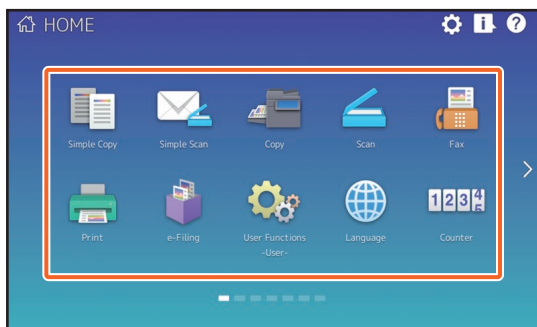 HOME
Simple Copy
Simple Scan
Copy
Scan
Fax
Print
e-Filing
User Functions
-User-
Language
Counter